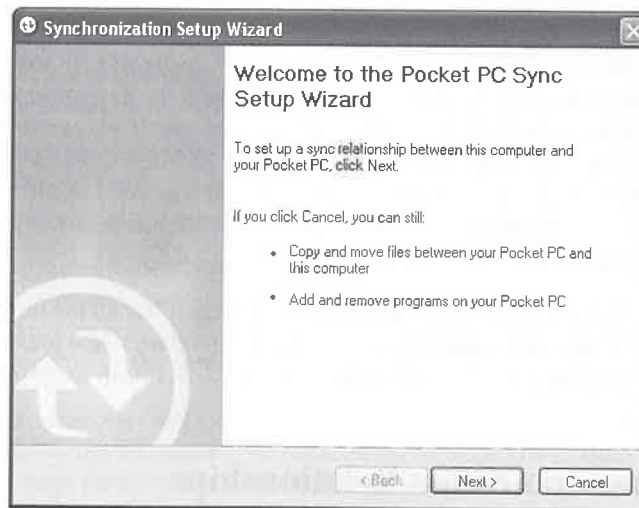 Synchronization Setup Wizard
Welcome to the Pocket PC Sync
Setup Wizard
To set up a sync relationship between this computer and
your Pocket PC, click Next.
If you click Cancel, you can still:
• Copy and move files between your Pocket PC and
this computer
• Add and remove programs on your Pocket PC
< Back Next > Cancel